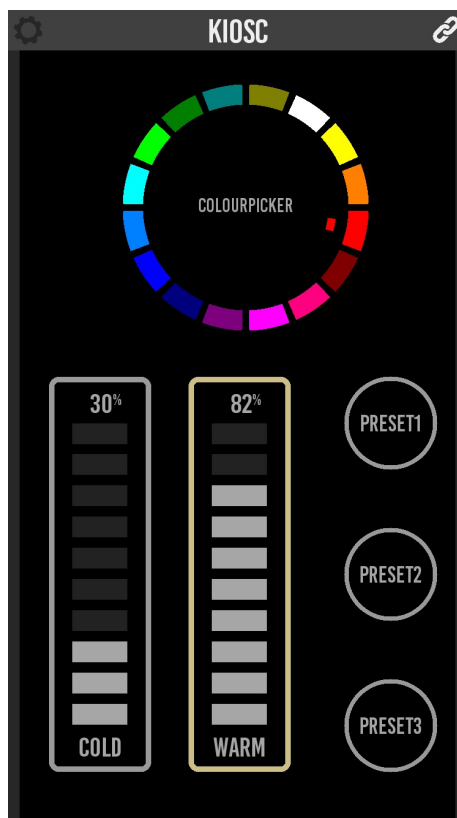 KIOSC
COLOURPICKER
30%
COLD
82%
WARM
PRESET1
PRESET2
PRESET3